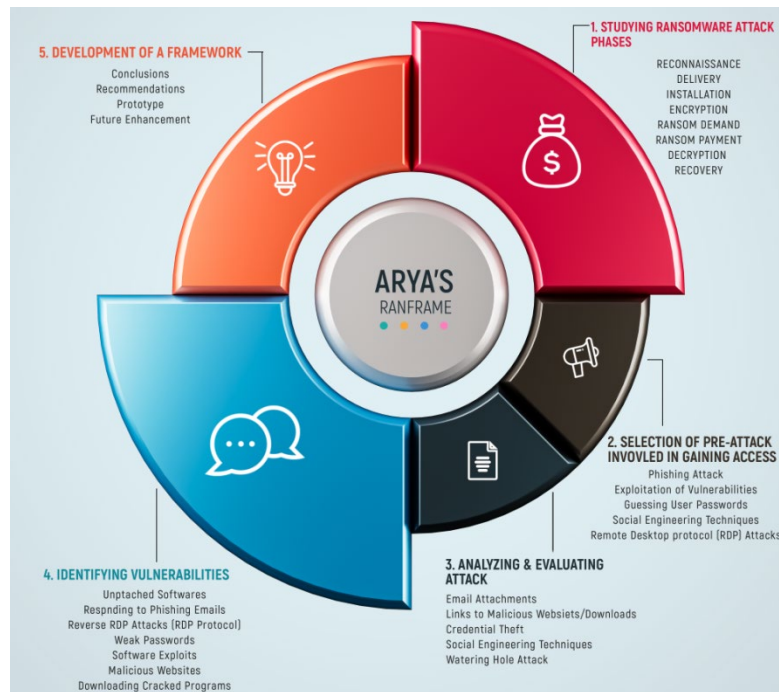 5. DEVELOPMENT OF A FRAMEWORK
Conclusions
Recommendations
Prototype
Future Enhancement
1. STUDYING RANSOMWARE ATTACK
PHASES
RECONNAISSANCE
DELIVERY
INSTALLATION
ENCRYPTION
RANSOM DEMAND
RANSOM PAYMENT
DECRYPTION
RECOVERY
$
ARYA'S
RANFRAME
2. SELECTION OF PRE-ATTACK
INVOVLED IN GAINING ACCESS
Phishing Attack
Exploitation of Vulnerabilities
Guessing User Passwords
Social Engineering Techniques
Remote Desktop protocol (RDP) Attacks
3. ANALYZING & EVALUATING
ATTACK
Email Attachments
Links to Malicious Websiets/Downloads
Credential Theft
Social Engineering Techniques
Watering Hole Attack
4. IDENTIFYING VULNERABILITIES
Unptached Softwares
Respnding to Phishing Emails
Reverse RDP Attacks (RDP Protocol)
Weak Passwords
Software Exploits
Malicious Websites
Downloading Cracked Programs